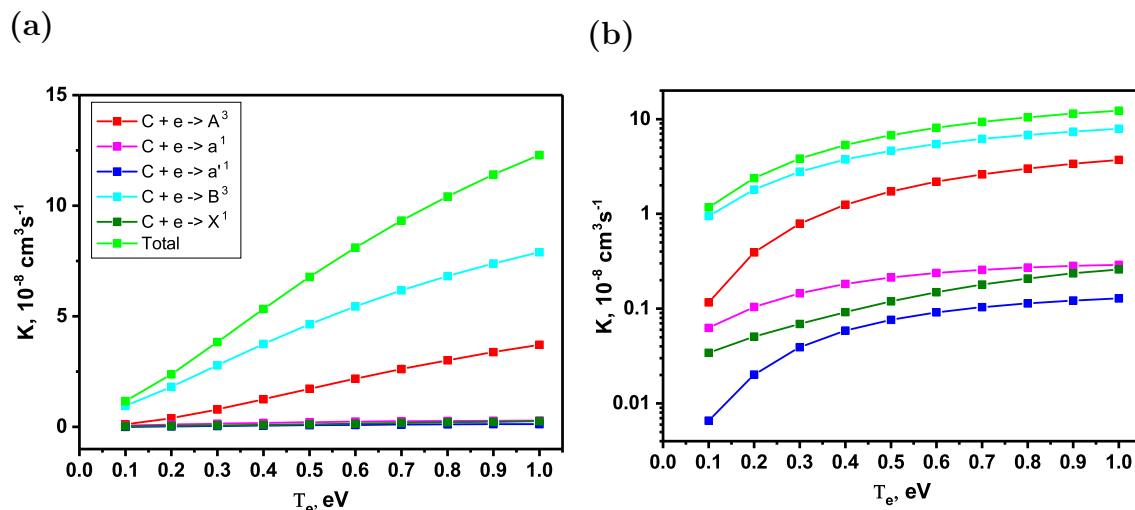 (a)
15
10
5
0
K, 10⁻⁸ cm³s⁻¹
C + e -> A³
C + e -> a¹
C + e -> a'¹
C + e -> B³
C + e -> X¹
Total
0.0 0.1 0.2 0.3 0.4 0.5 0.6 0.7 0.8 0.9 1.0
Tₑ, eV
(b)
10
1
0.1
0.01
K, 10⁻⁸ cm³s⁻¹
0.0 0.1 0.2 0.3 0.4 0.5 0.6 0.7 0.8 0.9 1.0
Tₑ, eV